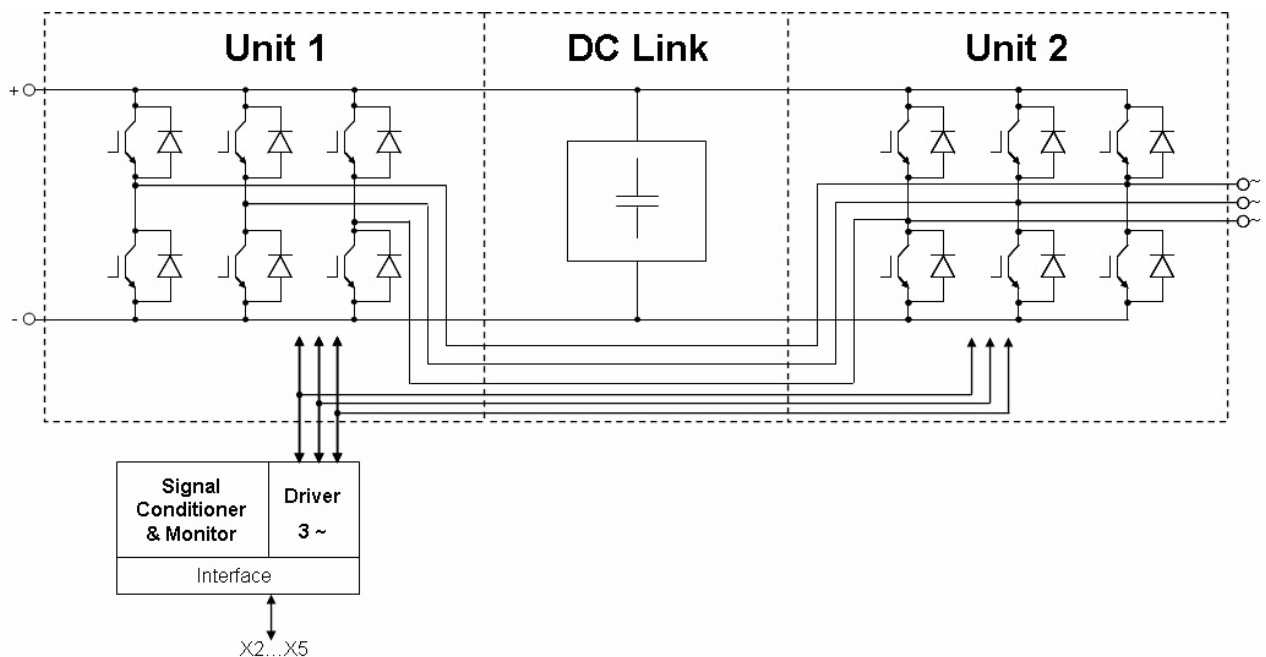 Unit 1
DC Link
Unit 2
+
-
~
~
~
Signal
Conditioner
& Monitor
Driver
3 ~
Interface
X2...X5